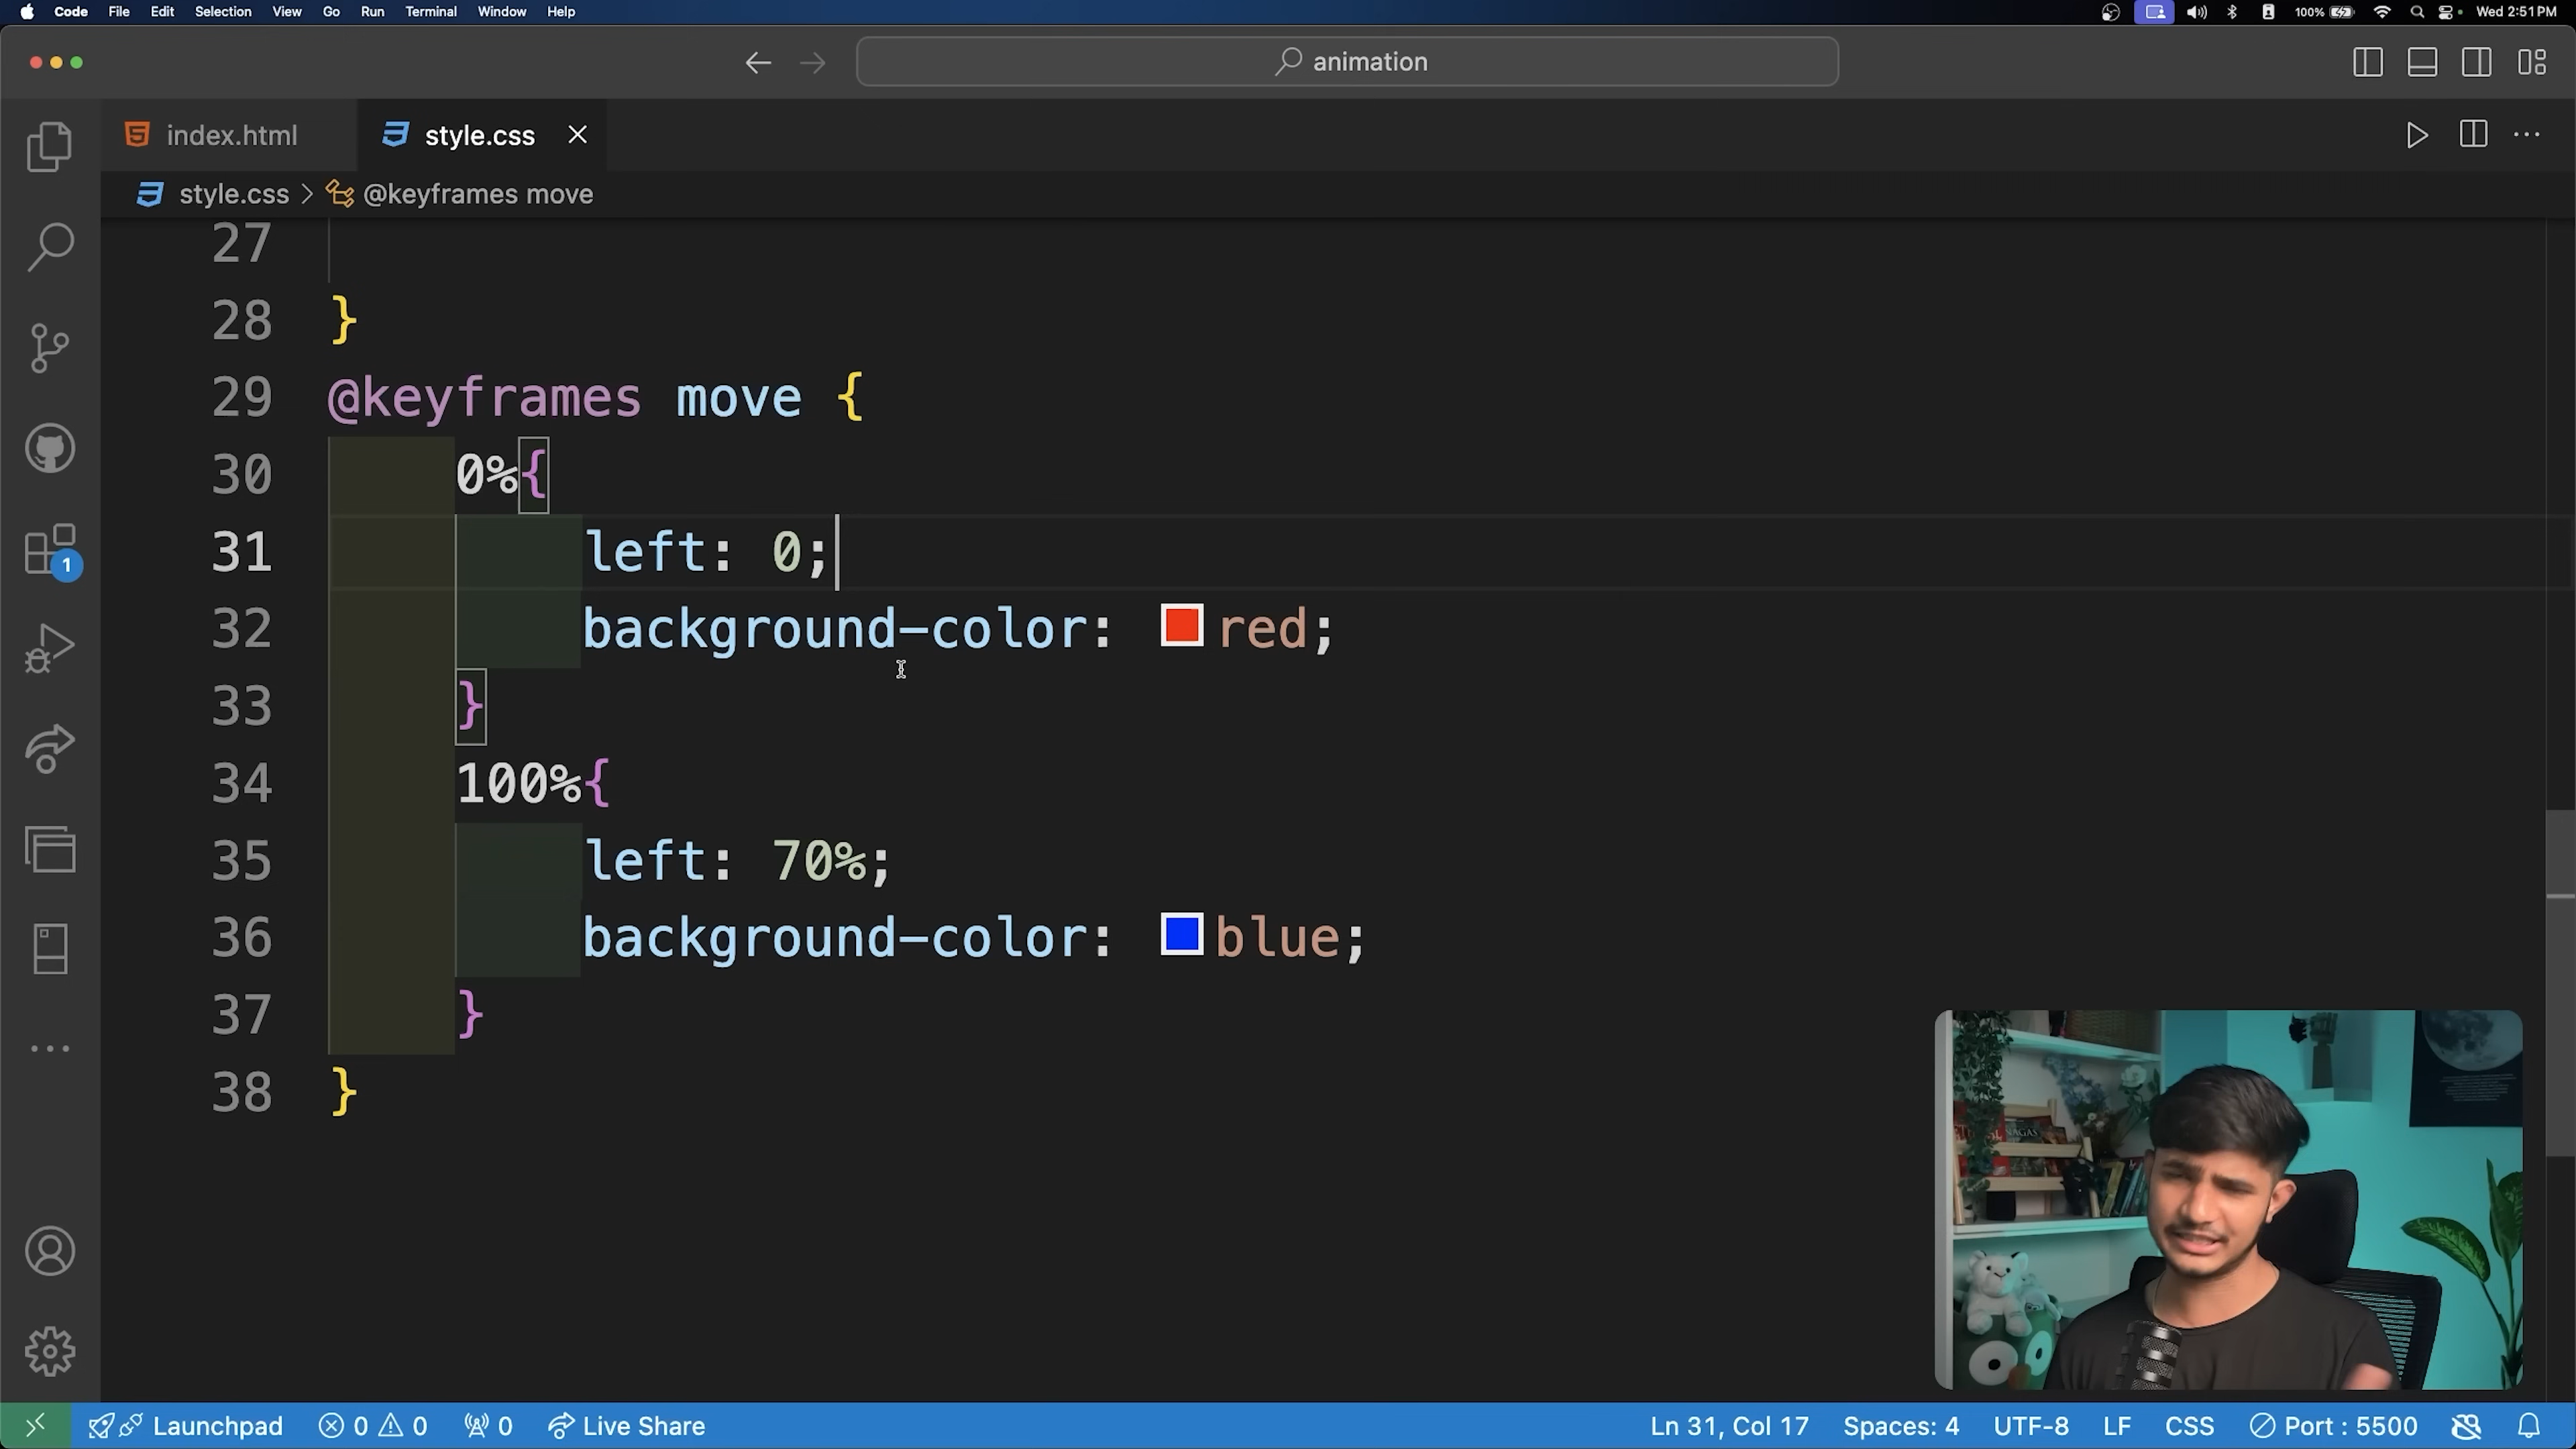 Code File Edit Selection View Go Run Terminal Window Help 100% Wed 2:51 PM
animation
index.html style.css
style.css > @keyframes move
27
28 }
29 @keyframes move {
30 0%{
31 left: 0;
32 background-color: red;
33 }
34 100%{
35 left: 70%;
36 background-color: blue;
37 }
38 }
1
Launchpad 0 0 0 Live Share Ln 31, Col 17 Spaces: 4 UTF-8 LF CSS Port : 5500